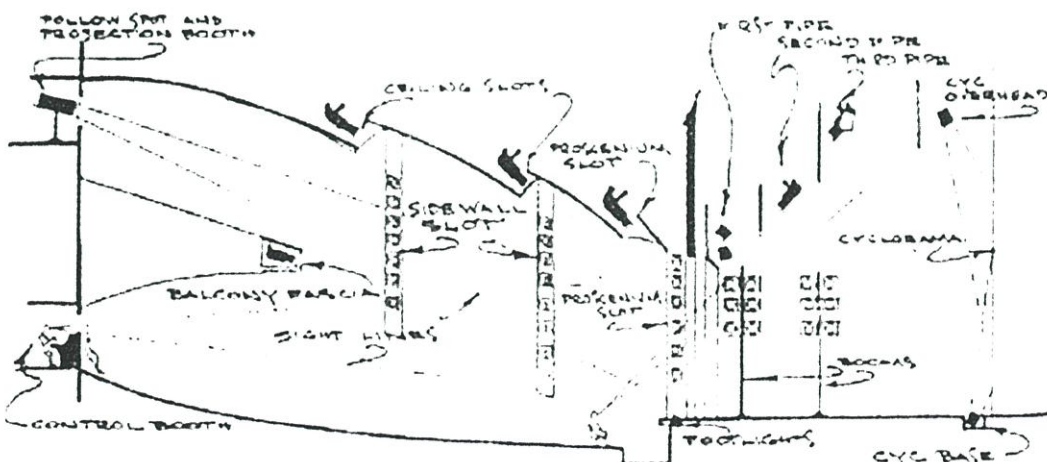 FOLLOW SPOT AND
PROJECTION BOOTH
CEILING SLOTS
PROSCENIUM
SLOT
FIRST PIPE
SECOND PIPE
THIRD PIPE
CYC
OVERHEAD
SIDEWALL
SLOT
CYCLORAMA
BALCONY FASCIA
PROSCENIUM
SLOT
SIGHT LINES
CONTROL BOOTH
FOOTLIGHTS
CYC BASE